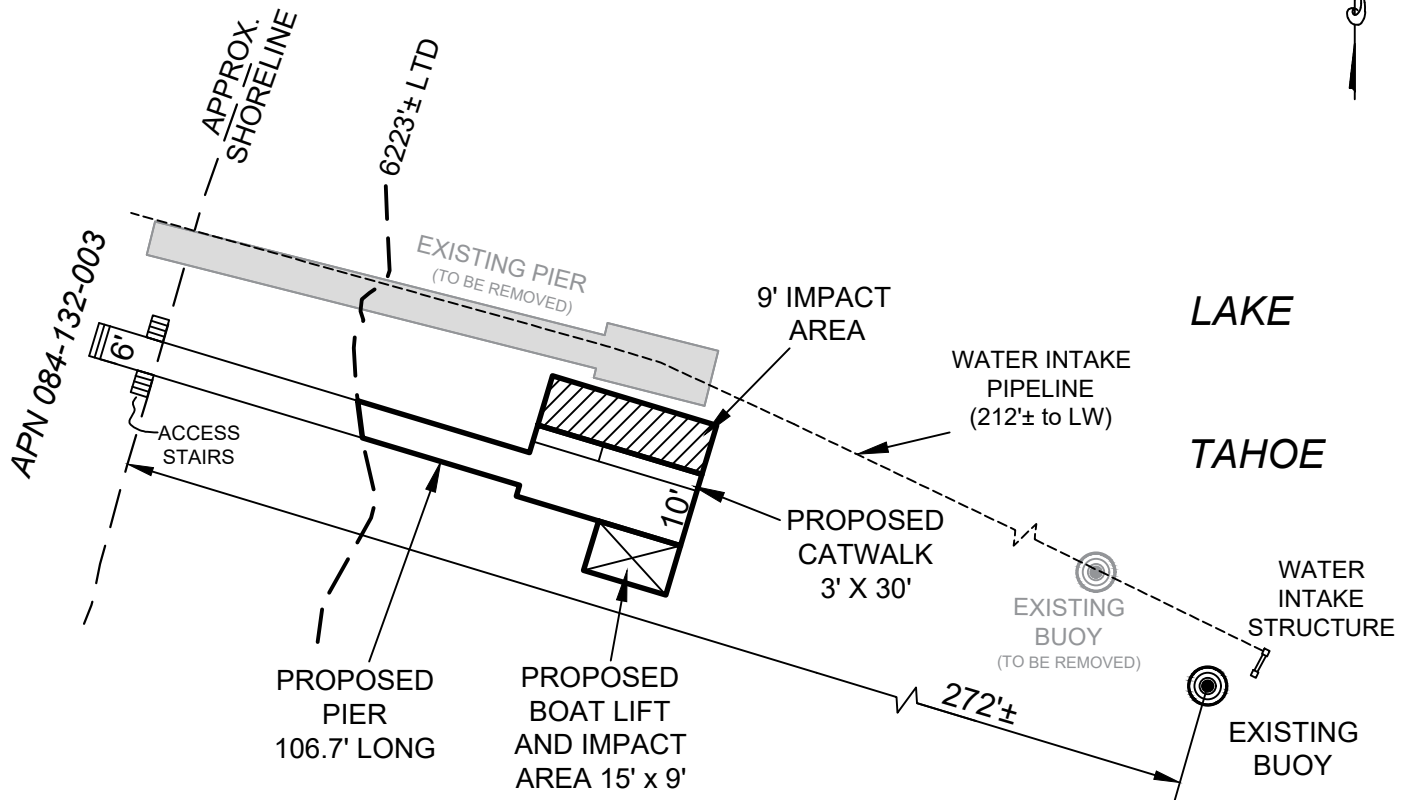 APPROX.
SHORELINE
6223'± LTD
APN 084-132-003
6'
EXISTING PIER
(TO BE REMOVED)
9' IMPACT
AREA
LAKE
TAHOE
WATER INTAKE
PIPELINE
(212'± to LW)
ACCESS
STAIRS
10'
PROPOSED
CATWALK
3' X 30'
EXISTING
BUOY
(TO BE REMOVED)
WATER
INTAKE
STRUCTURE
PROPOSED
PIER
106.7' LONG
PROPOSED
BOAT LIFT
AND IMPACT
AREA 15' x 9'
272'±
EXISTING
BUOY